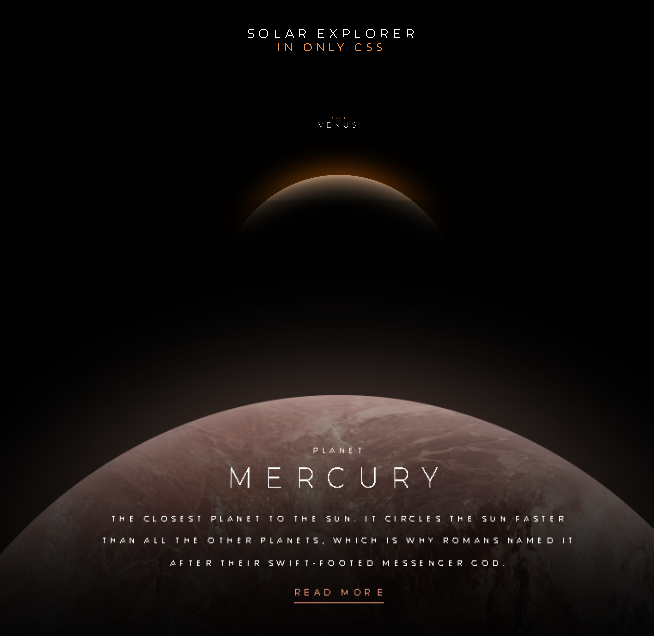 SOLAR EXPLORER
IN ONLY CSS
VENUS
PLANET
MERCURY
THE CLOSEST PLANET TO THE SUN. IT CIRCLES THE SUN FASTER
THAN ALL THE OTHER PLANETS, WHICH IS WHY ROMANS NAMED IT
AFTER THEIR SWIFT-FOOTED MESSENGER GOD.
READ MORE